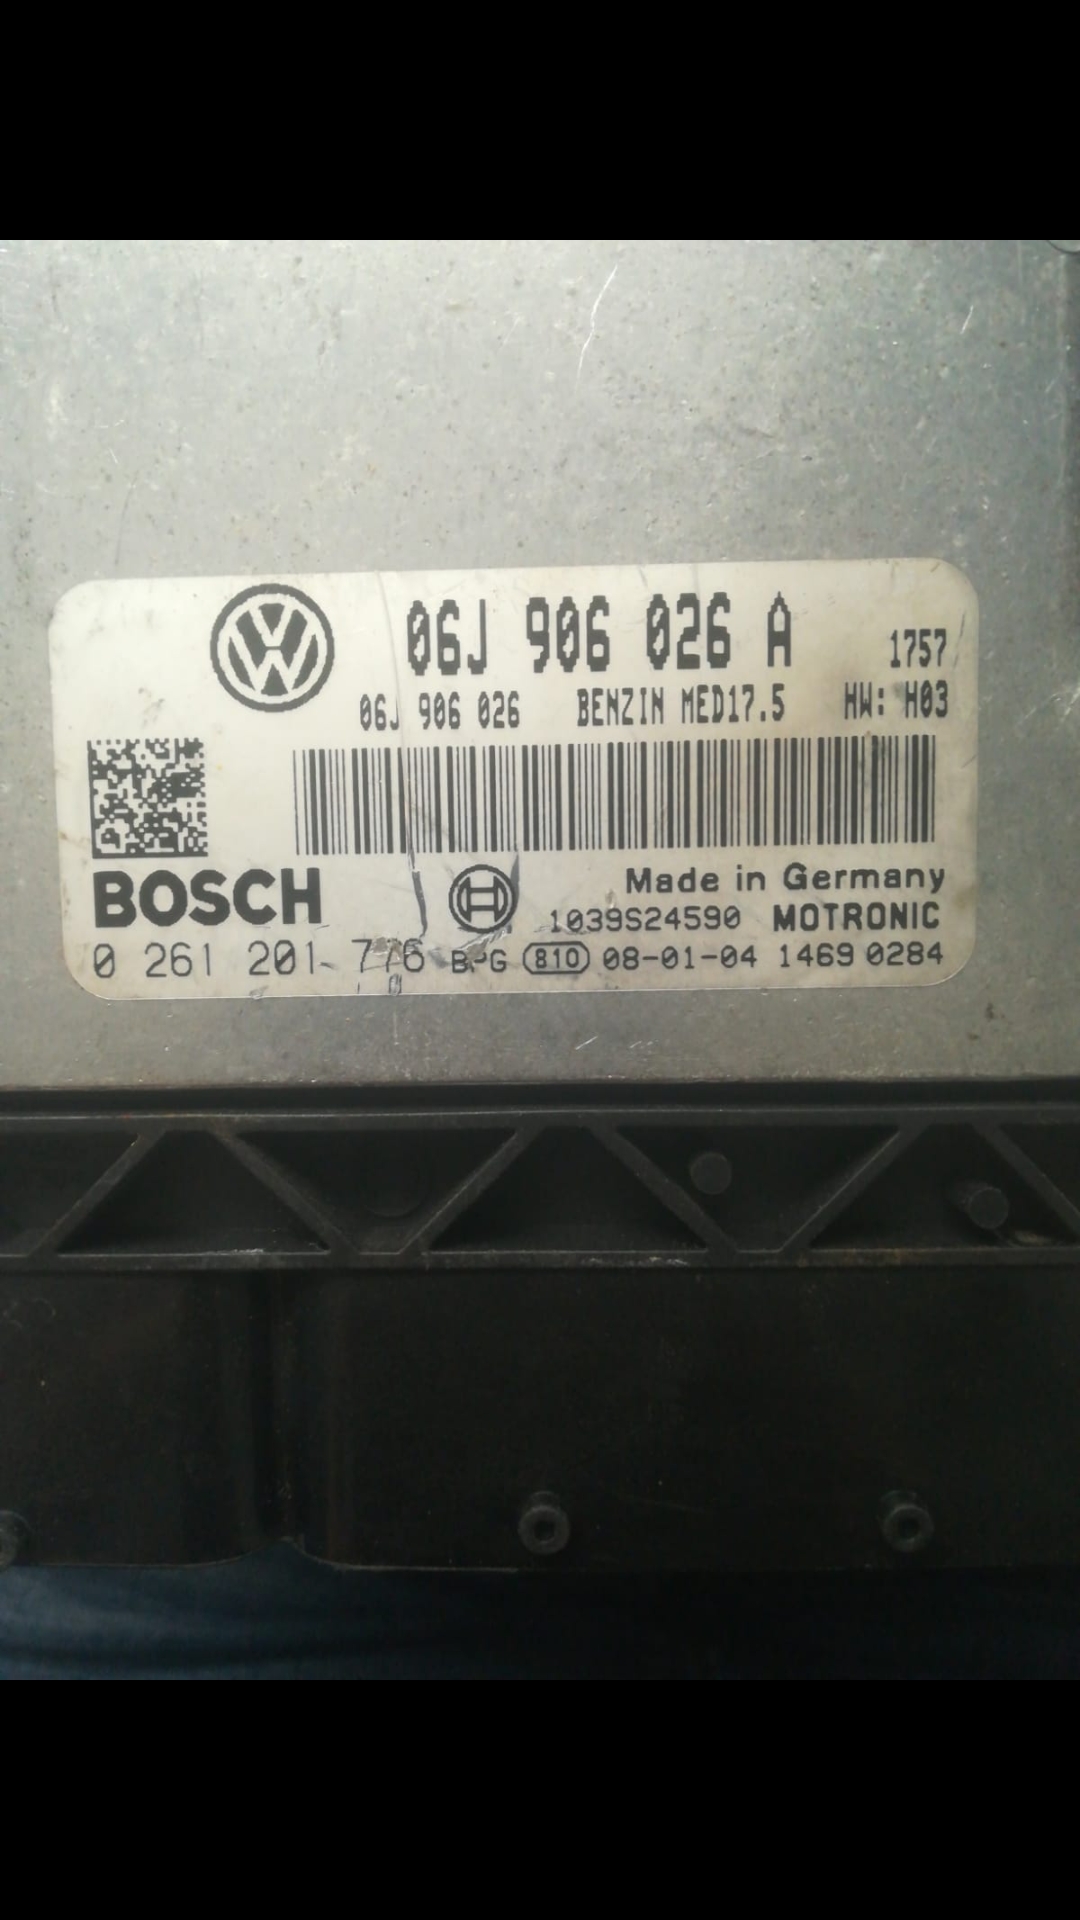 06J 906 026 A 1757
06J 906 026 BENZIN MED17.5 HW: H03
BOSCH Made in Germany
1039S24590 MOTRONIC
0 261 201 776 BPG 810 08-01-04 1469 0284